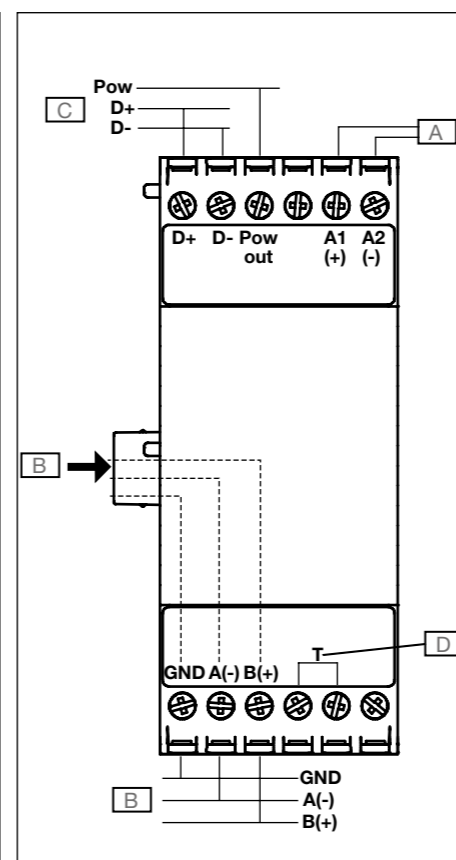 Pow
C D+
D-
A
D+ D- Pow out A1 (+) A2 (-)
B
T
D
GND A(-) B(+)
GND
B A(-)
B(+)